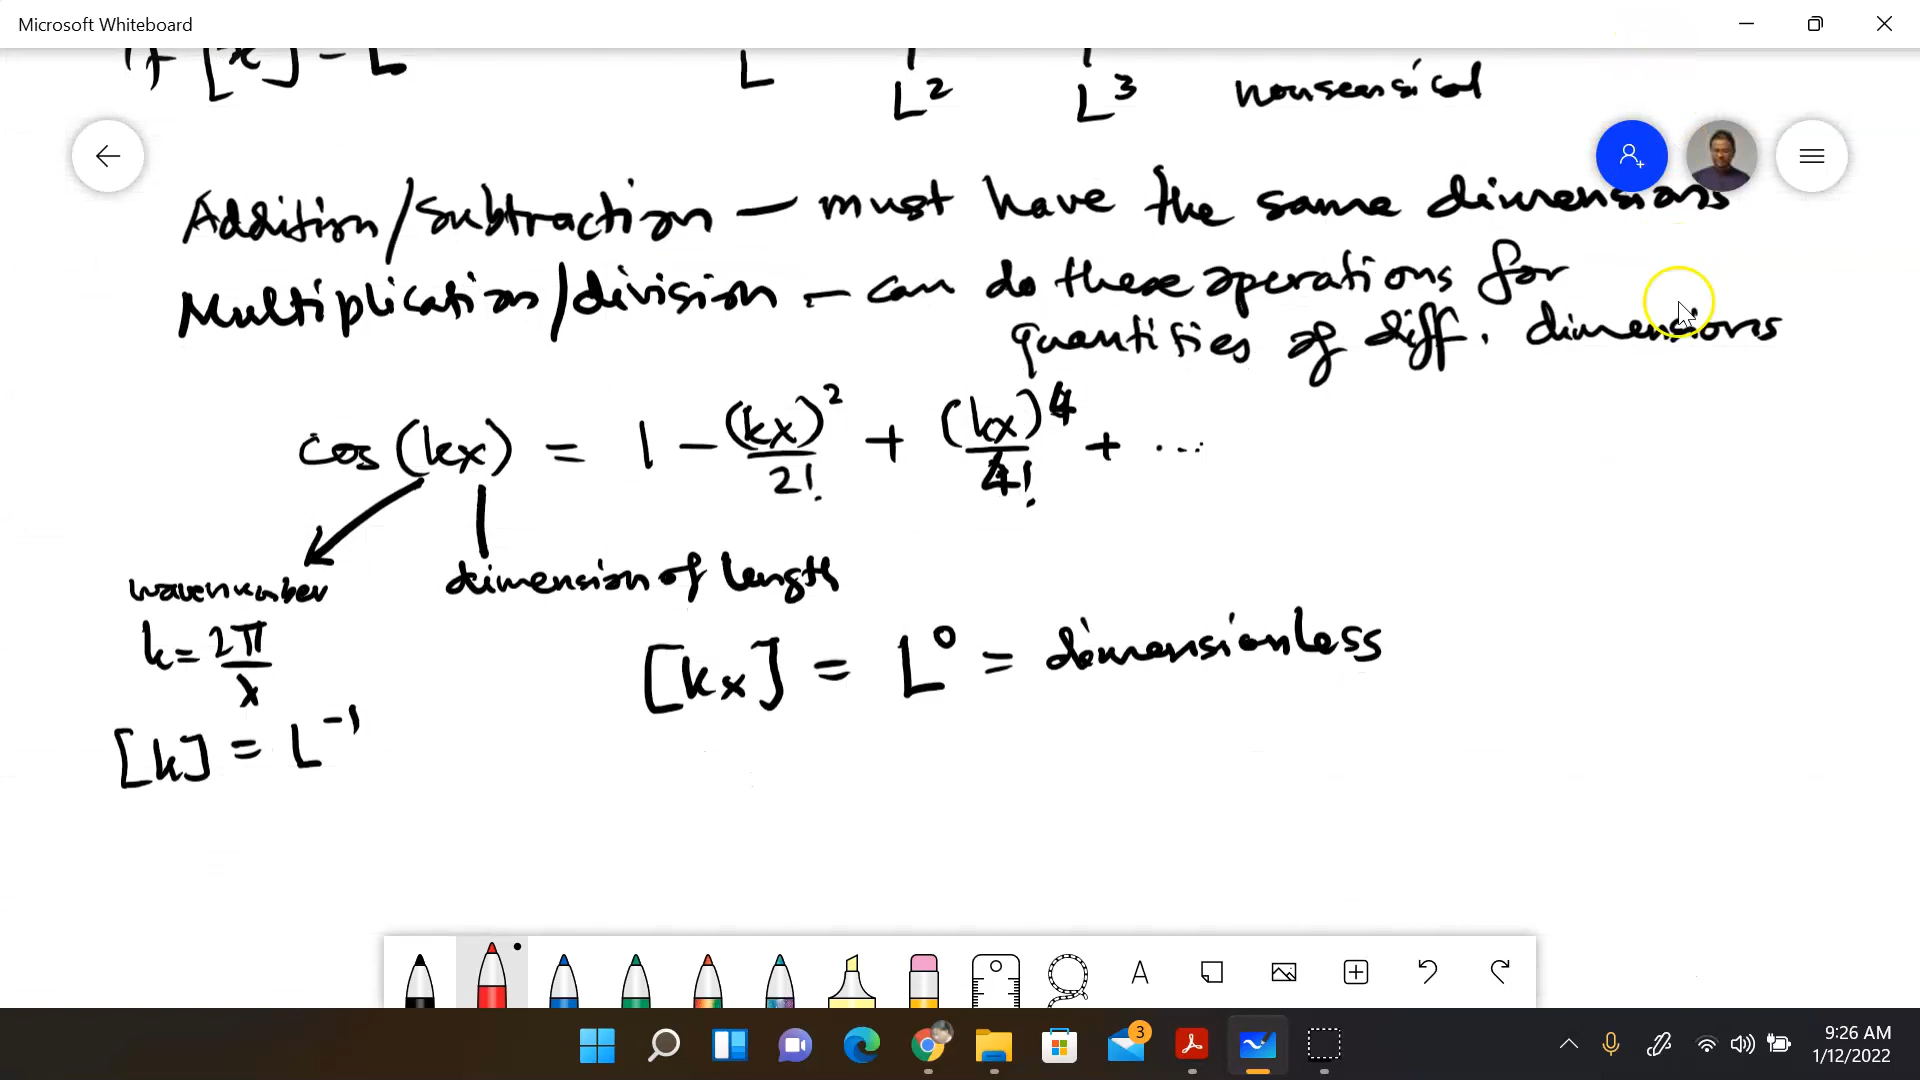 Microsoft Whiteboard
If [x] = L
L
L²
L³
nonsensical
Addition/subtraction — must have the same dimensions
Multiplication/division — can do these operations for
quantities of diff. dimensions
cos (kx) = 1 - (kx)²/2! + (kx)⁴/4! + ...
wavenumber
dimension of length
k = 2π/λ
[kx] = L⁰ = dimensionless
[k] = L⁻¹
A
3
9:26 AM
1/12/2022